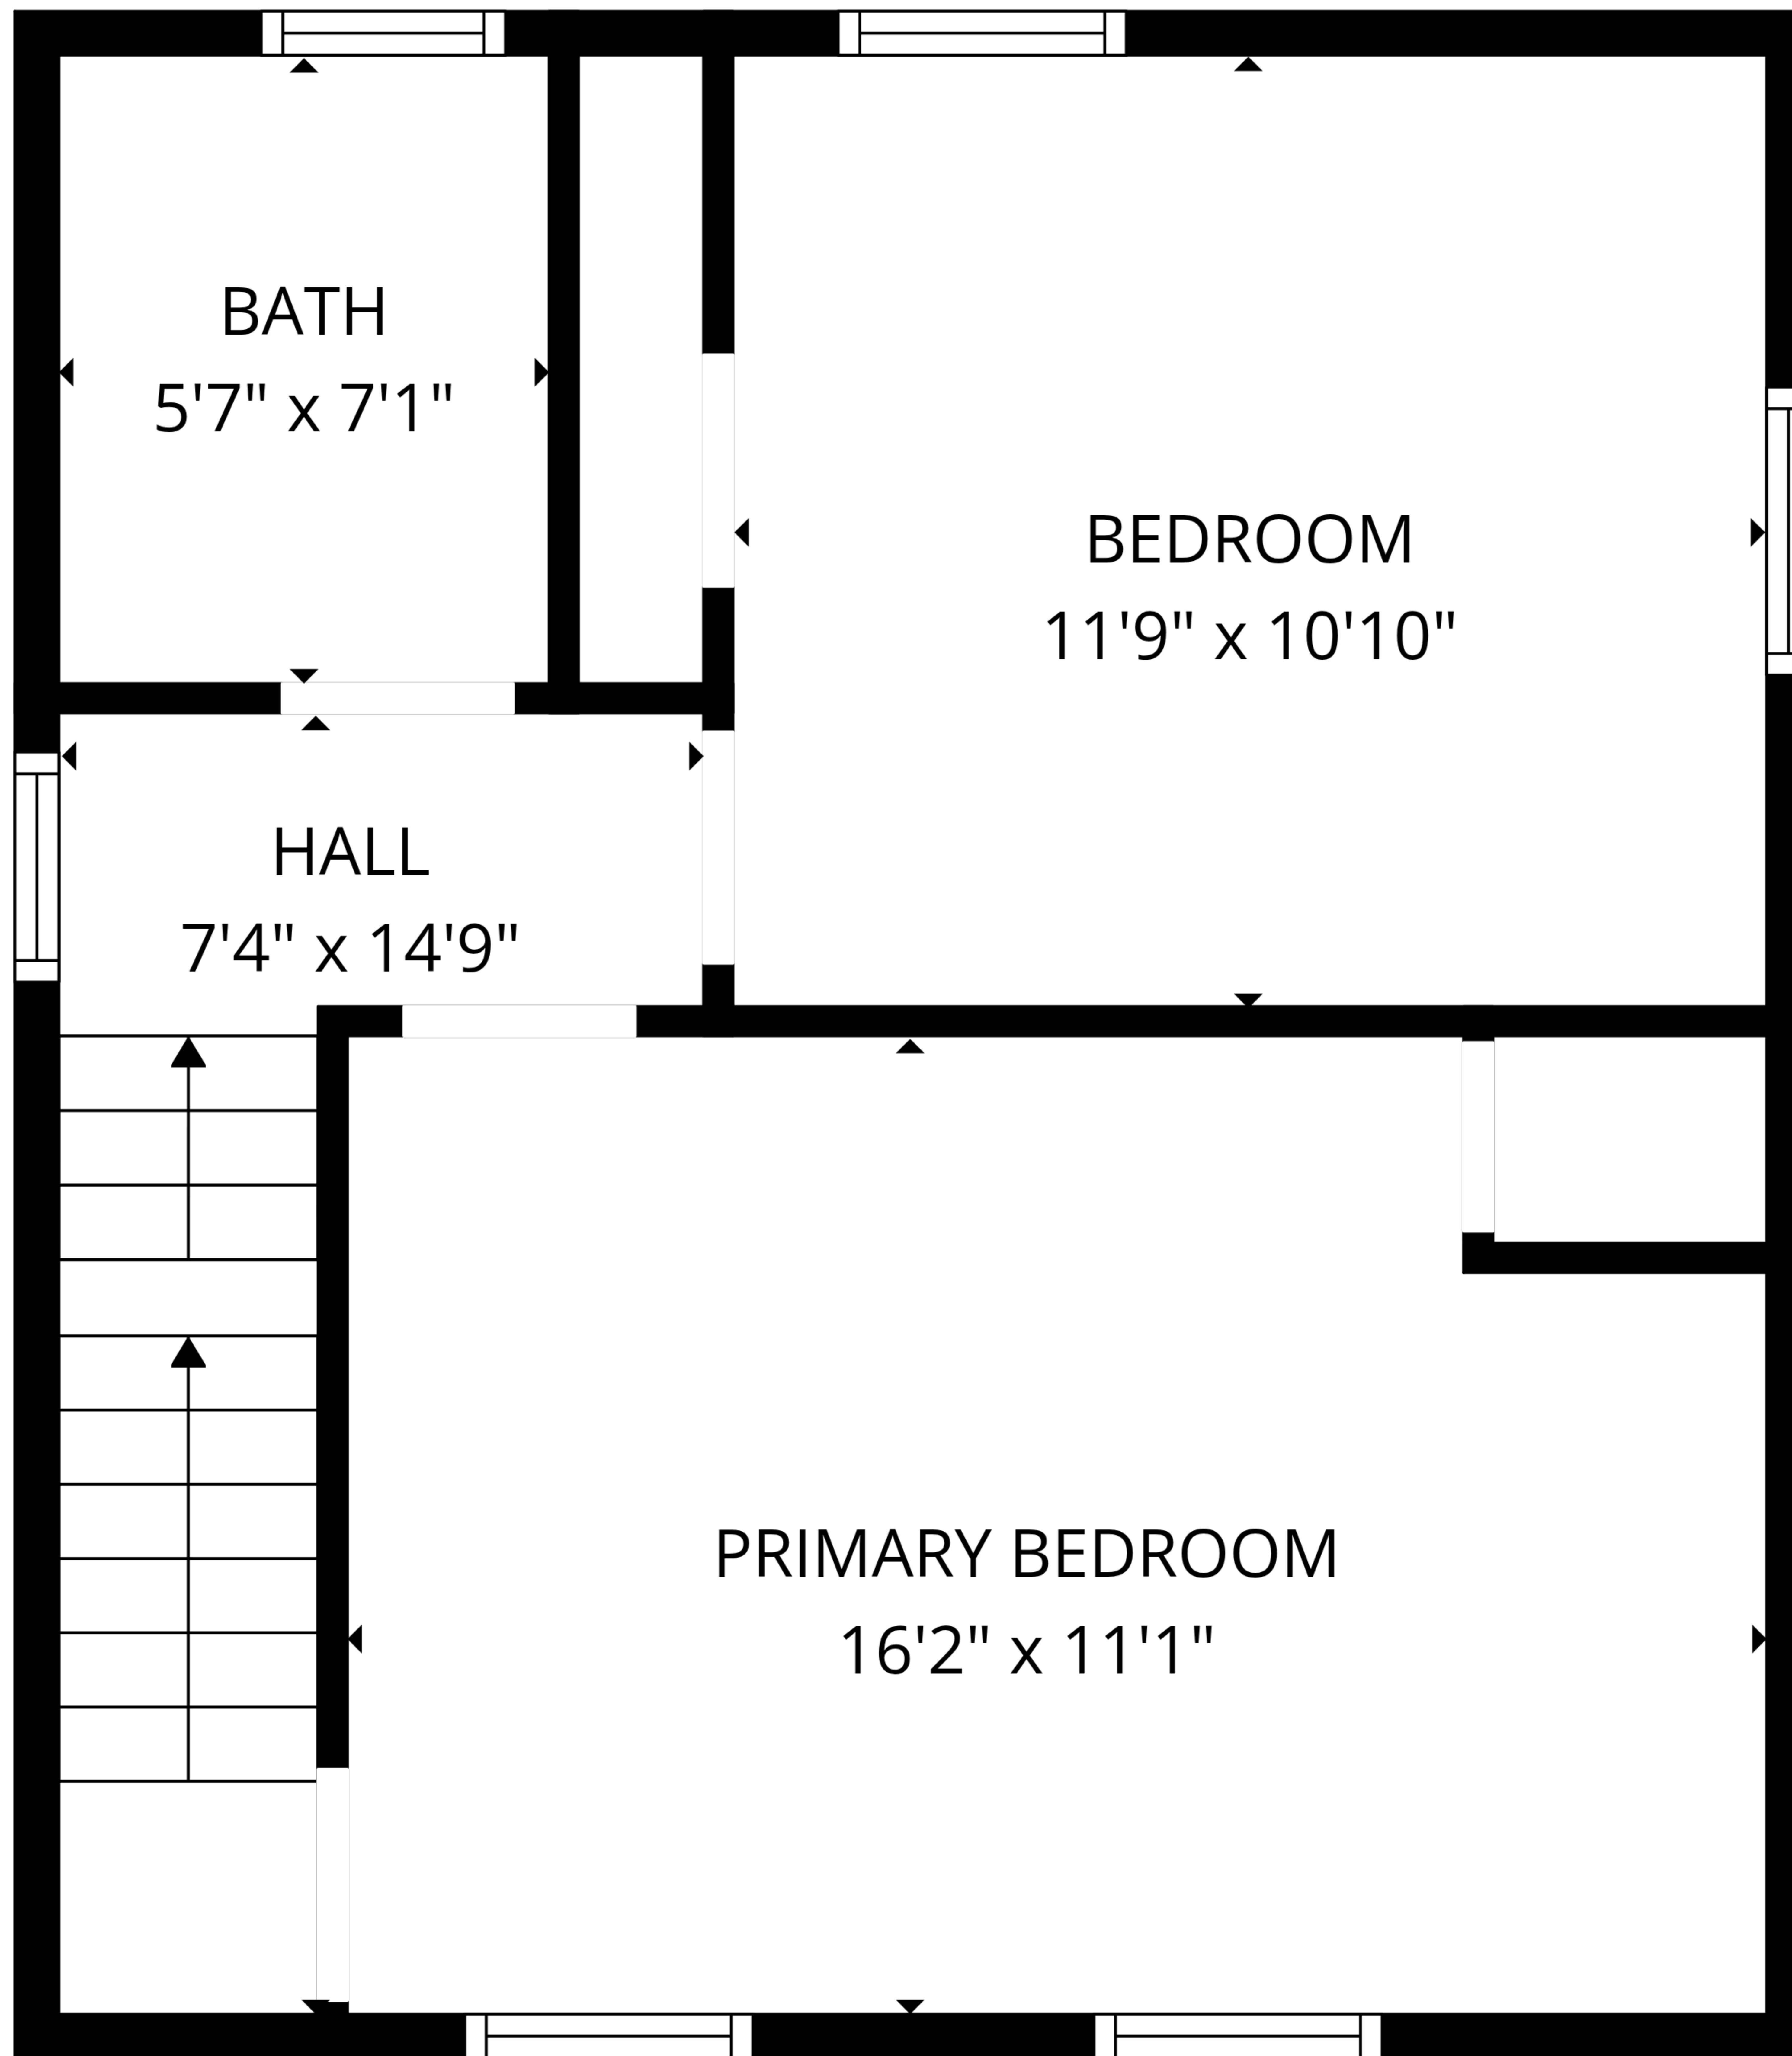 BATH
5'7" x 7'1"
BEDROOM
11'9" x 10'10"
HALL
7'4" x 14'9"
PRIMARY BEDROOM
16'2" x 11'1"